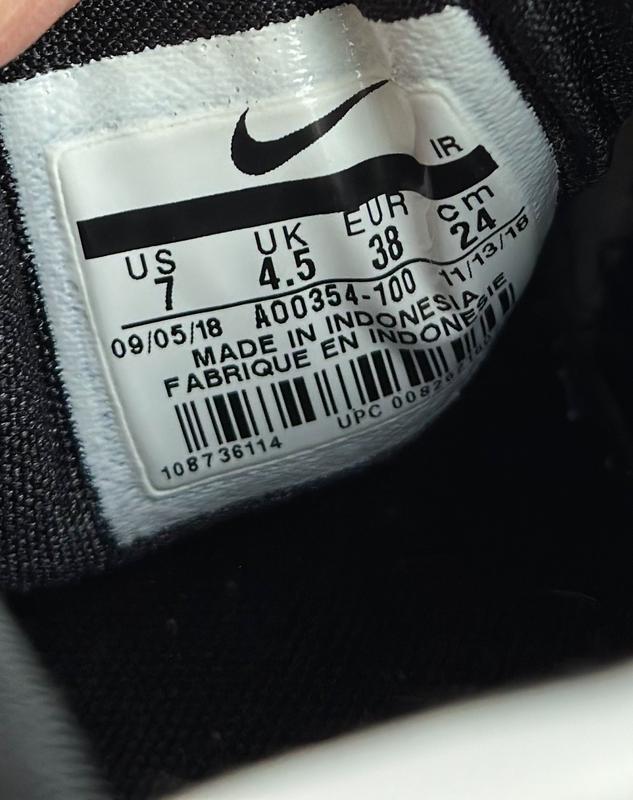 IR
US UK EUR cm
7 4.5 38 24
09/05/18 AO0354-100 11/13/18
MADE IN INDONESIA
FABRIQUE EN INDONESIE
108736114 UPC